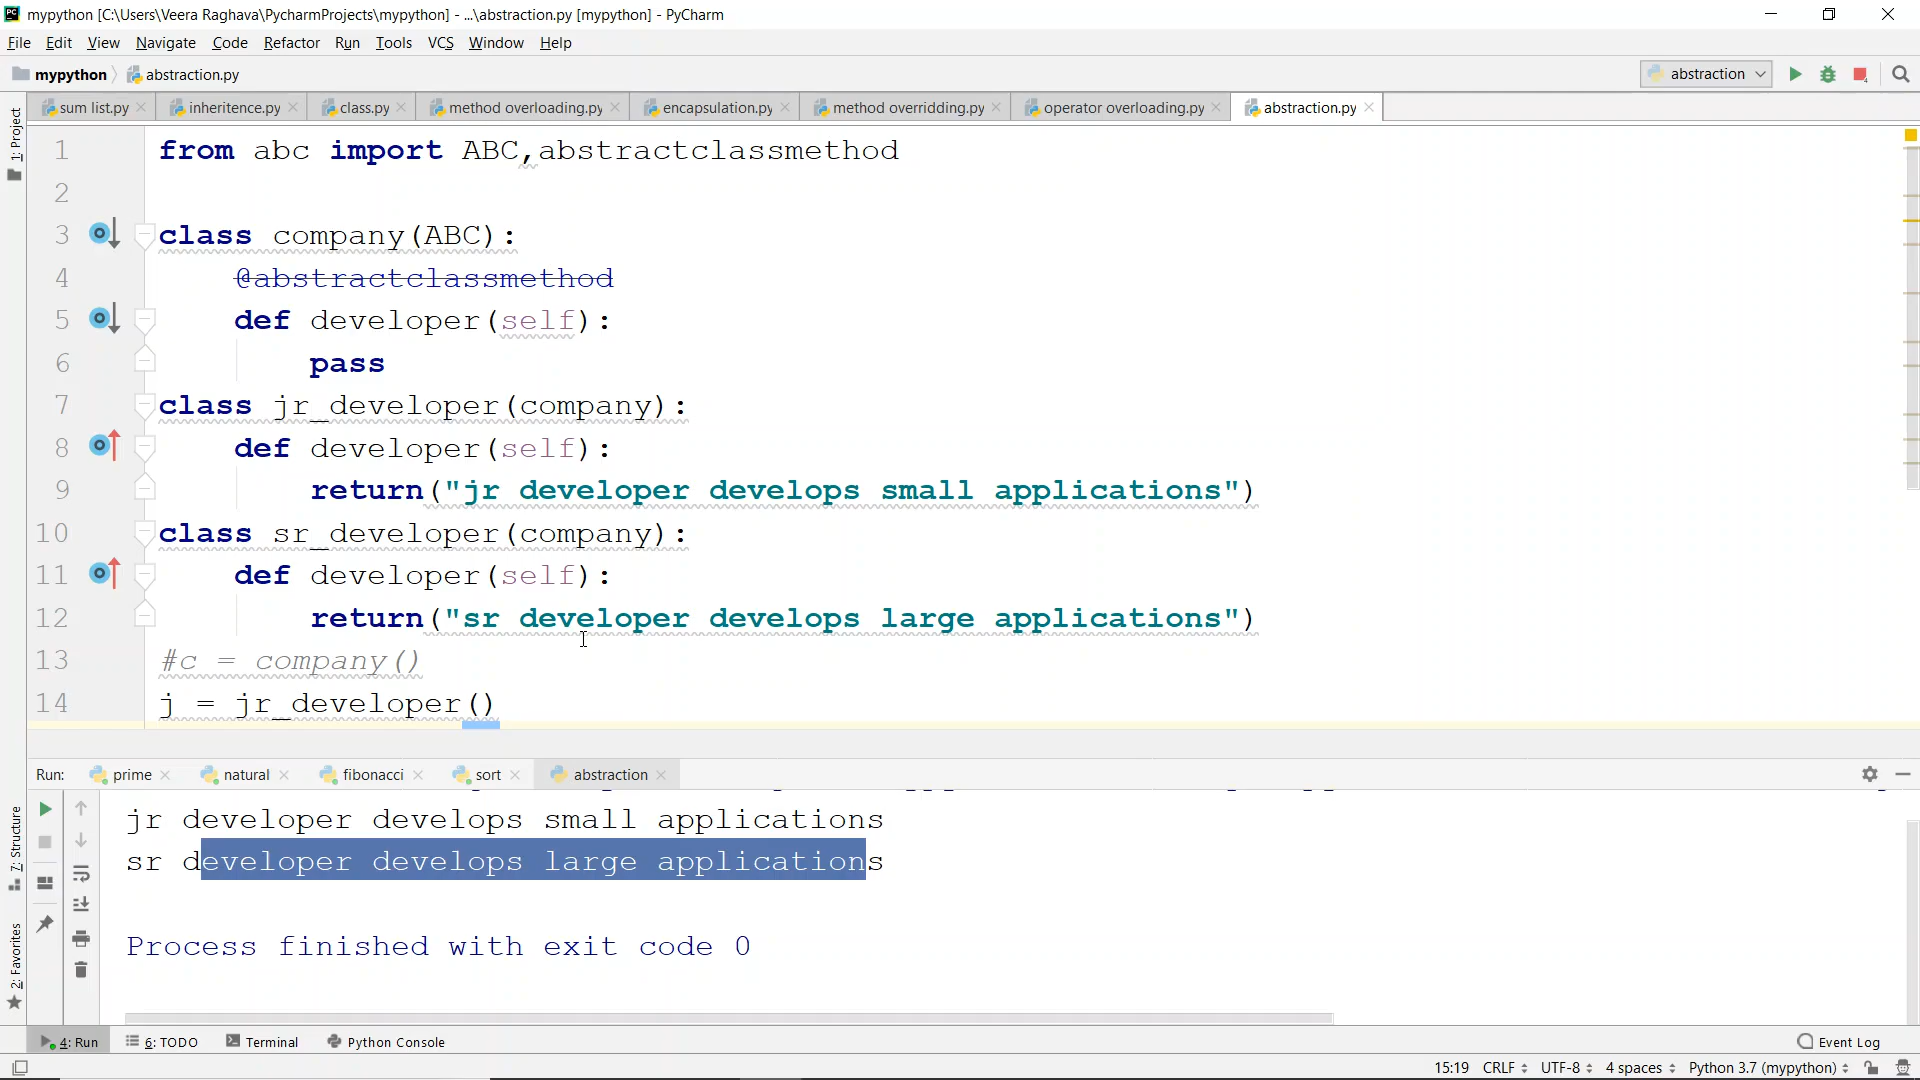 mypython [C:\Users\Veera Raghava\PycharmProjects\mypython] - ...\abstraction.py [mypython] - PyCharm
File Edit View Navigate Code Refactor Run Tools VCS Window Help
mypython abstraction.py abstraction
sum list.py inheritence.py class.py method overloading.py encapsulation.py method overridding.py operator overloading.py abstraction.py
1: Project
1 from abc import ABC,abstractclassmethod
2
3 class company(ABC):
4 @abstractclassmethod
5 def developer(self):
6 pass
7 class jr_developer(company):
8 def developer(self):
9 return("jr developer develops small applications")
10 class sr_developer(company):
11 def developer(self):
12 return("sr developer develops large applications")
13 #c = company()
14 j = jr_developer()
Run: prime natural fibonacci sort abstraction
jr developer develops small applications
sr developer develops large applications
Process finished with exit code 0
7: Structure
2: Favorites
4: Run 6: TODO Terminal Python Console Event Log
15:19 CRLF UTF-8 4 spaces Python 3.7 (mypython)